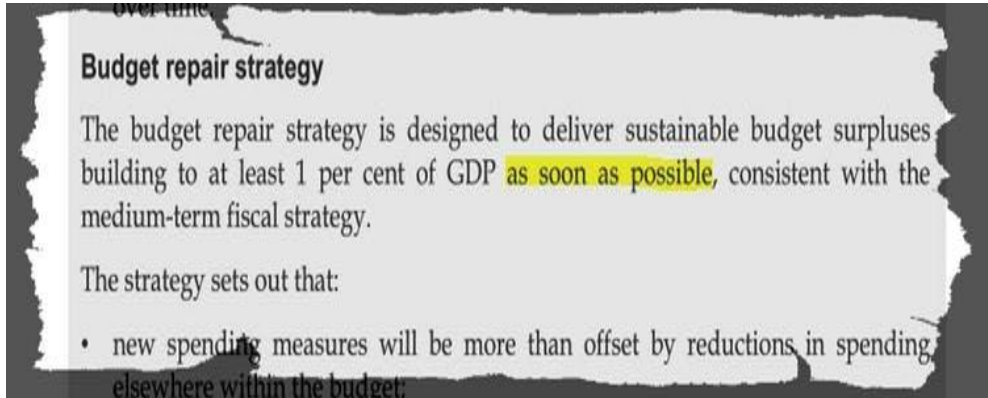 over time.
Budget repair strategy
The budget repair strategy is designed to deliver sustainable budget surpluses
building to at least 1 per cent of GDP as soon as possible, consistent with the
medium-term fiscal strategy.
The strategy sets out that:
• new spending measures will be more than offset by reductions in spending
elsewhere within the budget;